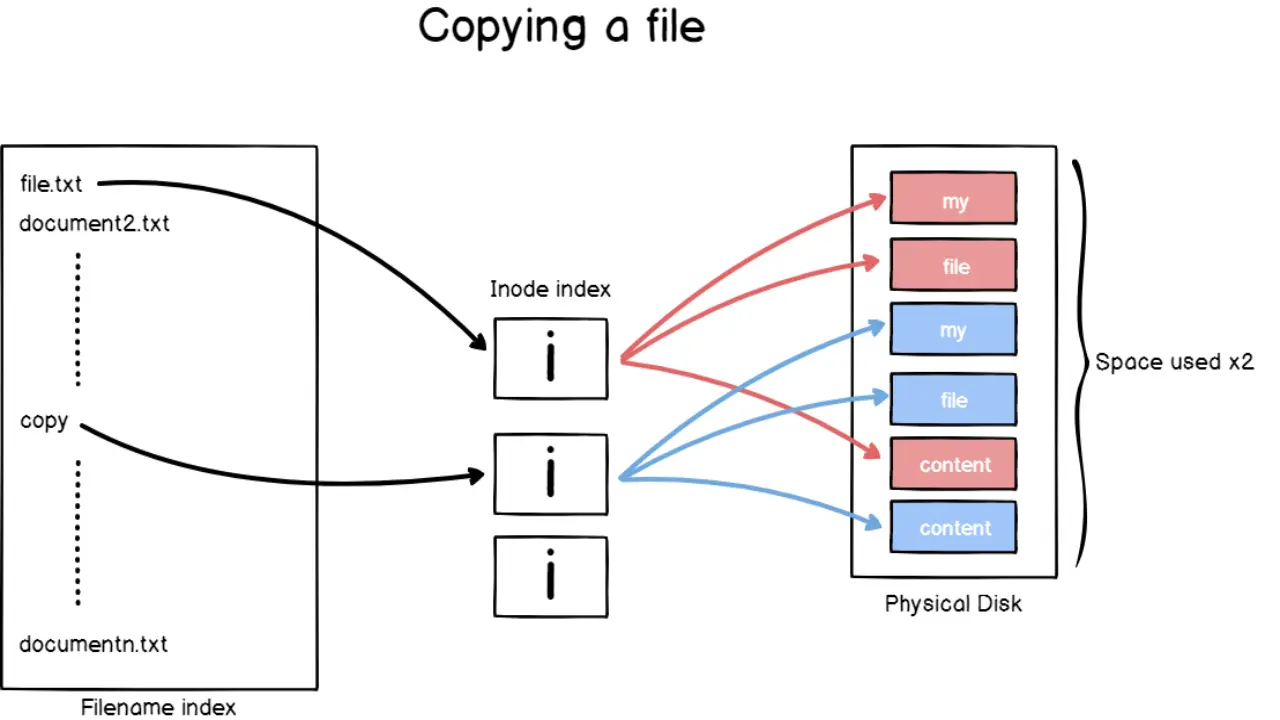 Copying a file
file.txt
document2.txt
copy
documentn.txt
Filename index
Inode index
i
i
i
my
file
my
file
content
content
Physical Disk
Space used x2